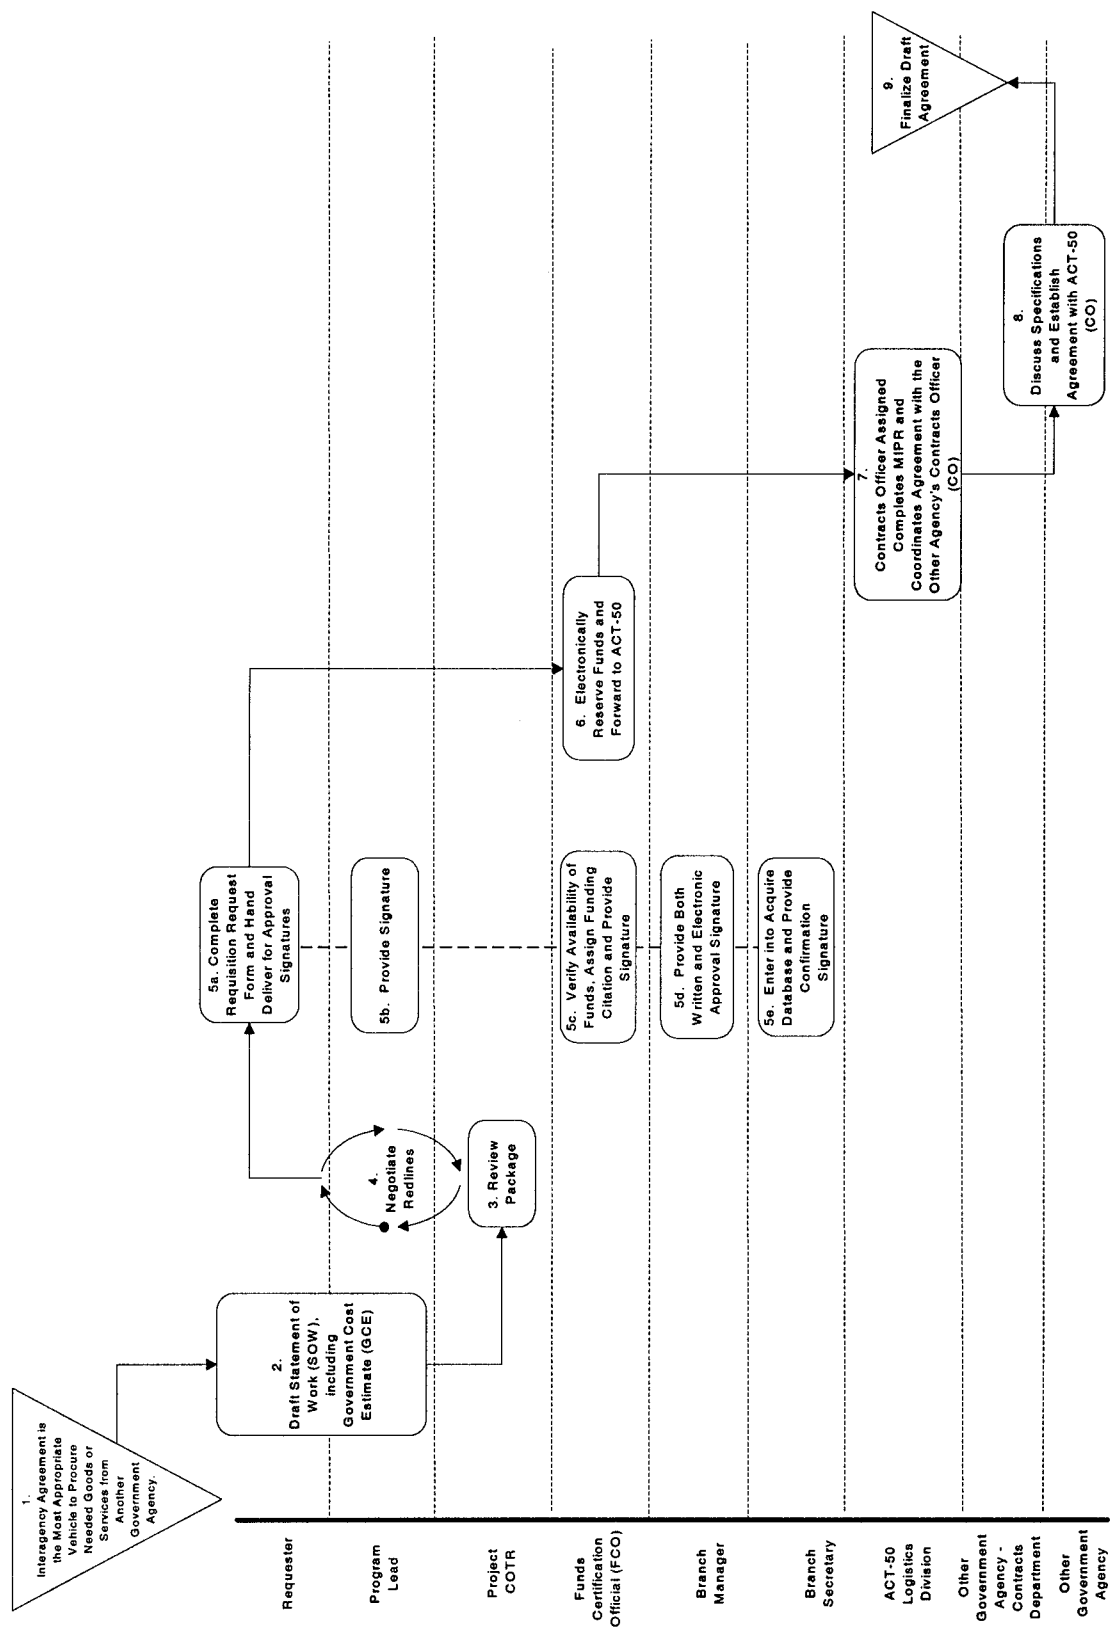 1.
Interagency Agreement is
the Most Appropriate
Vehicle to Procure
Needed Goods or
Services from
Another
Government
Agency.
2.
Draft Statement of
Work (SOW),
including
Government Cost
Estimate (GCE)
3. Review
Package
4.
Negotiate
Redlines
5a. Complete
Requisition Request
Form and Hand
Deliver for Approval
Signatures
5b. Provide Signature
5c. Verify Availability of
Funds, Assign Funding
Citation and Provide
Signature
5d. Provide Both
Written and Electronic
Approval Signature
5e. Enter into Acquire
Database and Provide
Confirmation
Signature
6. Electronically
Reserve Funds and
Forward to ACT-50
7.
Contracts Officer Assigned
Completes MIPR and
Coordinates Agreement with the
Other Agency's Contracts Officer
(CO)
8.
Discuss Specifications
and Establish
Agreement with ACT-50
(CO)
9.
Finalize Draft
Agreement
Requester
Program
Lead
Project
COTR
Funds
Certification
Official (FCO)
Branch
Manager
Branch
Secretary
ACT-50
Logistics
Division
Other
Government
Agency -
Contracts
Department
Other
Government
Agency